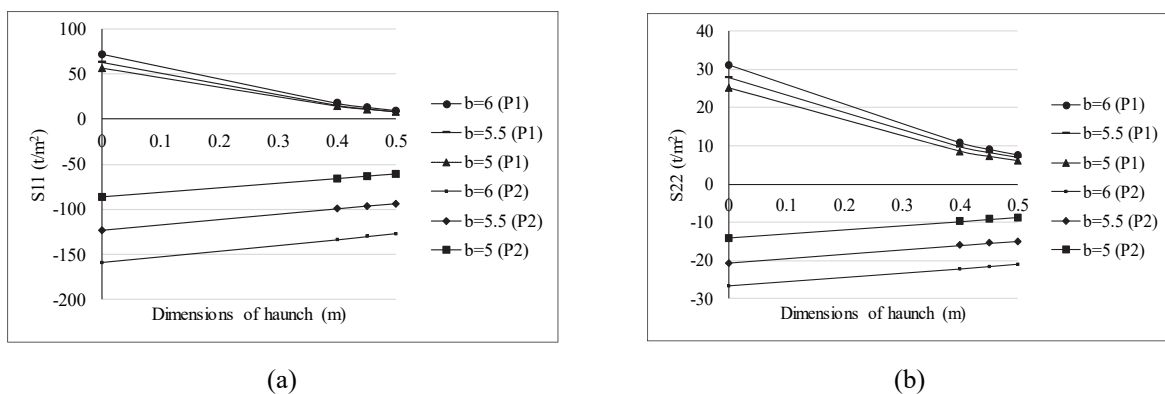 100
50
0
-50
-100
-150
-200
0 0.1 0.2 0.3 0.4 0.5
S11 (t/m²)
Dimensions of haunch (m)
b=6 (P1)
b=5.5 (P1)
b=5 (P1)
b=6 (P2)
b=5.5 (P2)
b=5 (P2)
(a)
40
30
20
10
0
-10
-20
-30
0 0.1 0.2 0.3 0.4 0.5
S22 (t/m²)
Dimensions of haunch (m)
b=6 (P1)
b=5.5 (P1)
b=5 (P1)
b=6 (P2)
b=5.5 (P2)
b=5 (P2)
(b)